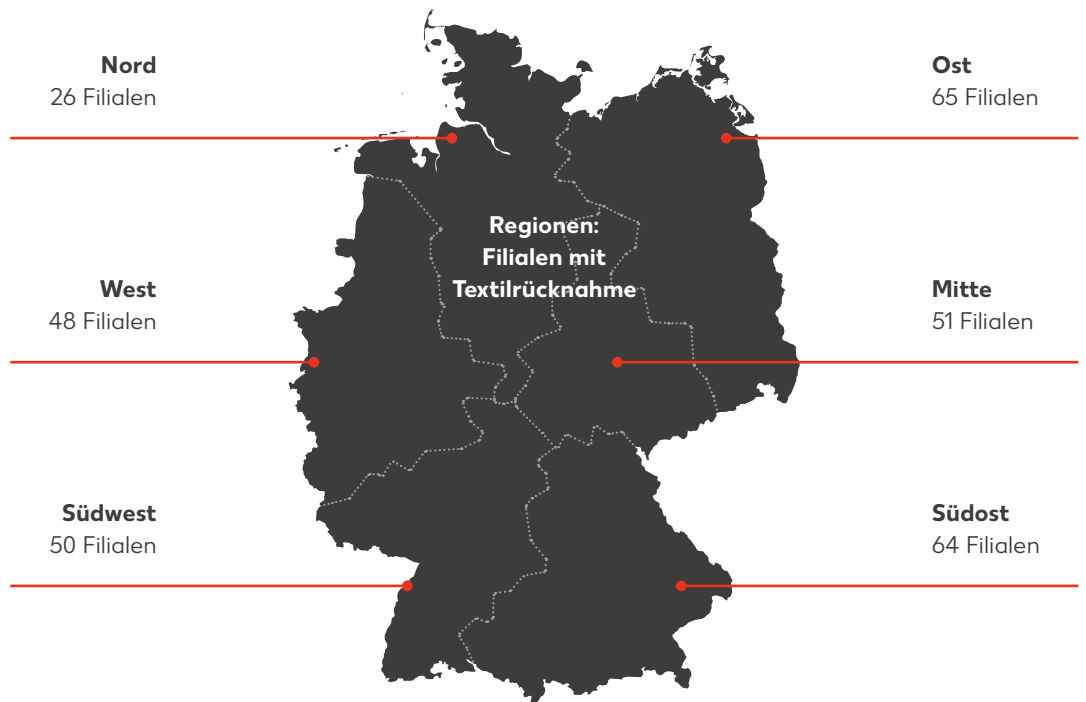 Nord
26 Filialen
Ost
65 Filialen
Regionen:
Filialen mit
Textilrücknahme
West
48 Filialen
Mitte
51 Filialen
Südwest
50 Filialen
Südost
64 Filialen